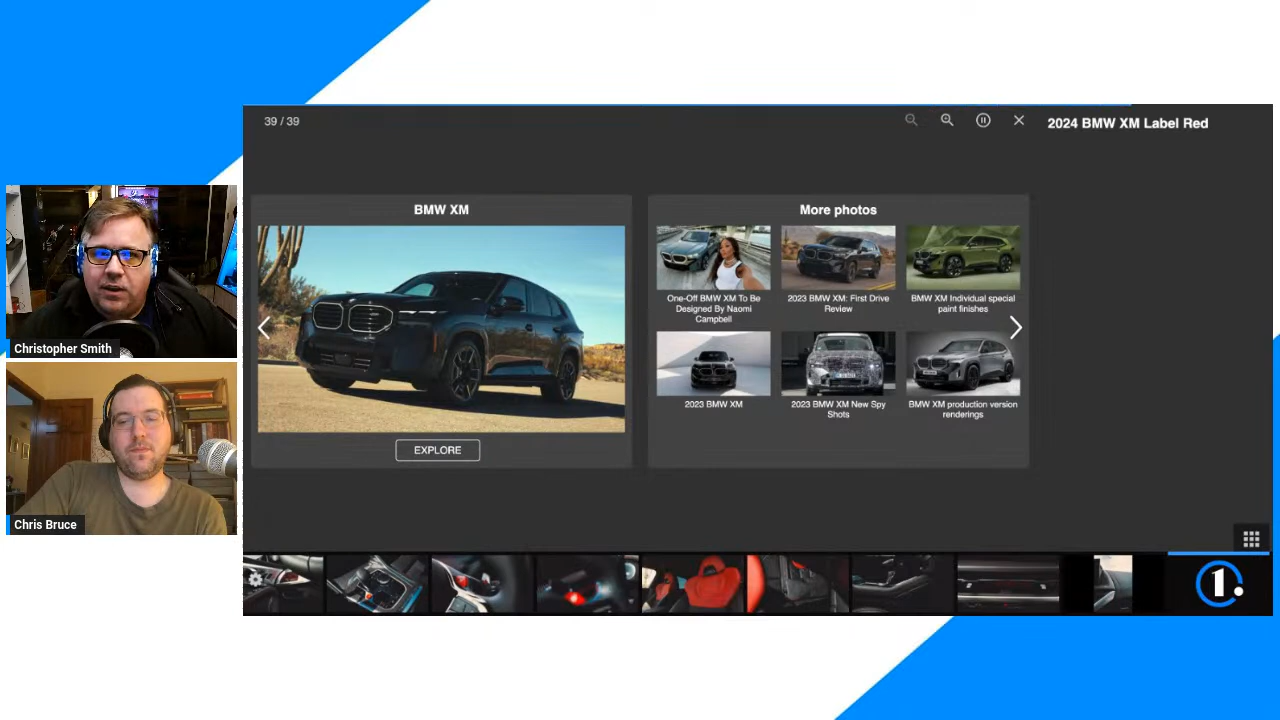 39 / 39
2024 BMW XM Label Red
BMW XM
More photos
One-Off BMW XM To Be
Designed By Naomi
Campbell
2023 BMW XM: First Drive
Review
BMW XM Individual special
paint finishes
2023 BMW XM
2023 BMW XM New Spy
Shots
BMW XM production version
renderings
EXPLORE
Christopher Smith
Chris Bruce
1.